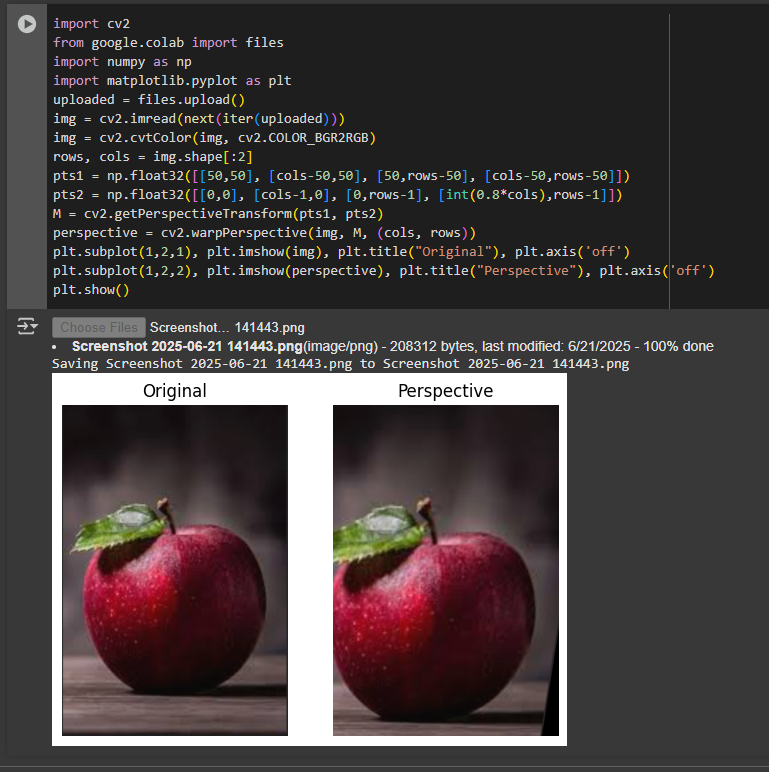 import cv2
from google.colab import files
import numpy as np
import matplotlib.pyplot as plt
uploaded = files.upload()
img = cv2.imread(next(iter(uploaded)))
img = cv2.cvtColor(img, cv2.COLOR_BGR2RGB)
rows, cols = img.shape[:2]
pts1 = np.float32([[50,50], [cols-50,50], [50,rows-50], [cols-50,rows-50]])
pts2 = np.float32([[0,0], [cols-1,0], [0,rows-1], [int(0.8*cols),rows-1]])
M = cv2.getPerspectiveTransform(pts1, pts2)
perspective = cv2.warpPerspective(img, M, (cols, rows))
plt.subplot(1,2,1), plt.imshow(img), plt.title("Original"), plt.axis('off')
plt.subplot(1,2,2), plt.imshow(perspective), plt.title("Perspective"), plt.axis('off')
plt.show()
Choose Files Screenshot... 141443.png
• Screenshot 2025-06-21 141443.png(image/png) - 208312 bytes, last modified: 6/21/2025 - 100% done
Saving Screenshot 2025-06-21 141443.png to Screenshot 2025-06-21 141443.png
Original Perspective